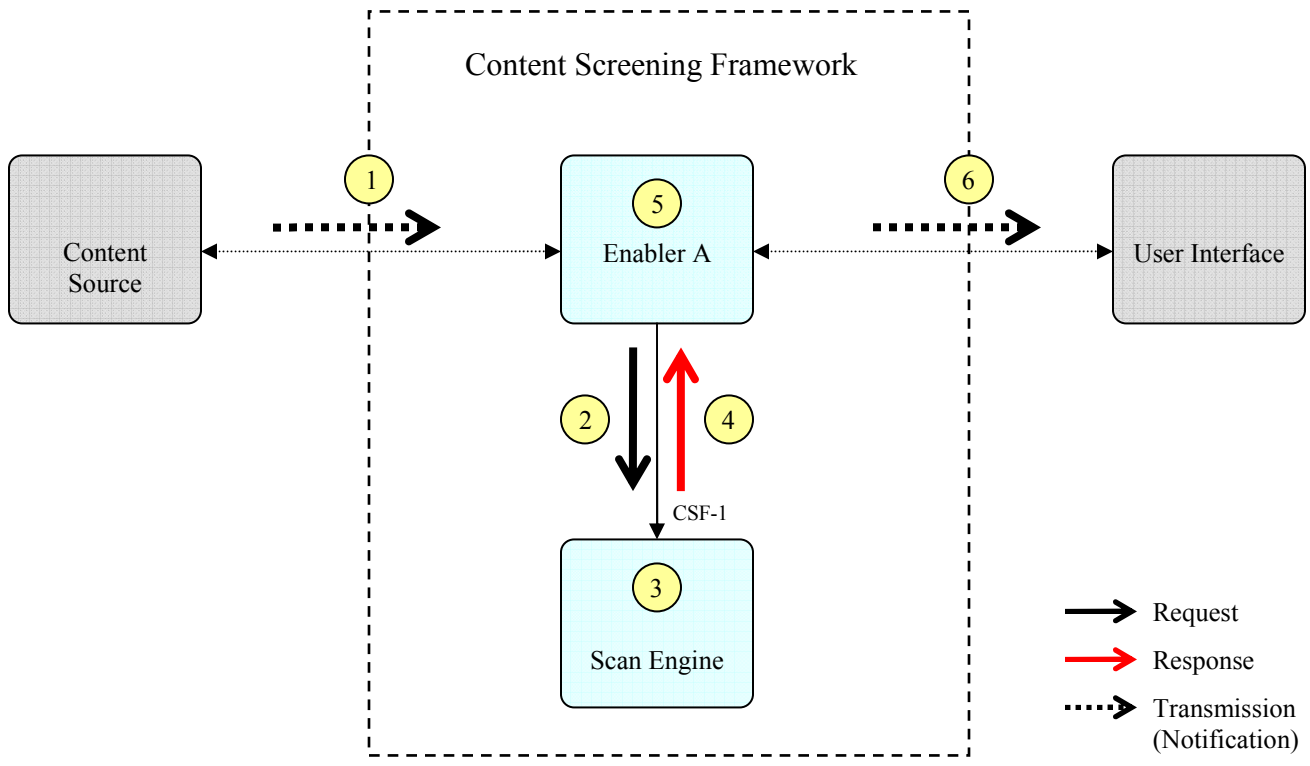 Content Screening Framework
1
5
6
Content
Source
Enabler A
User Interface
2
4
CSF-1
3
Scan Engine
Request
Response
Transmission
(Notification)